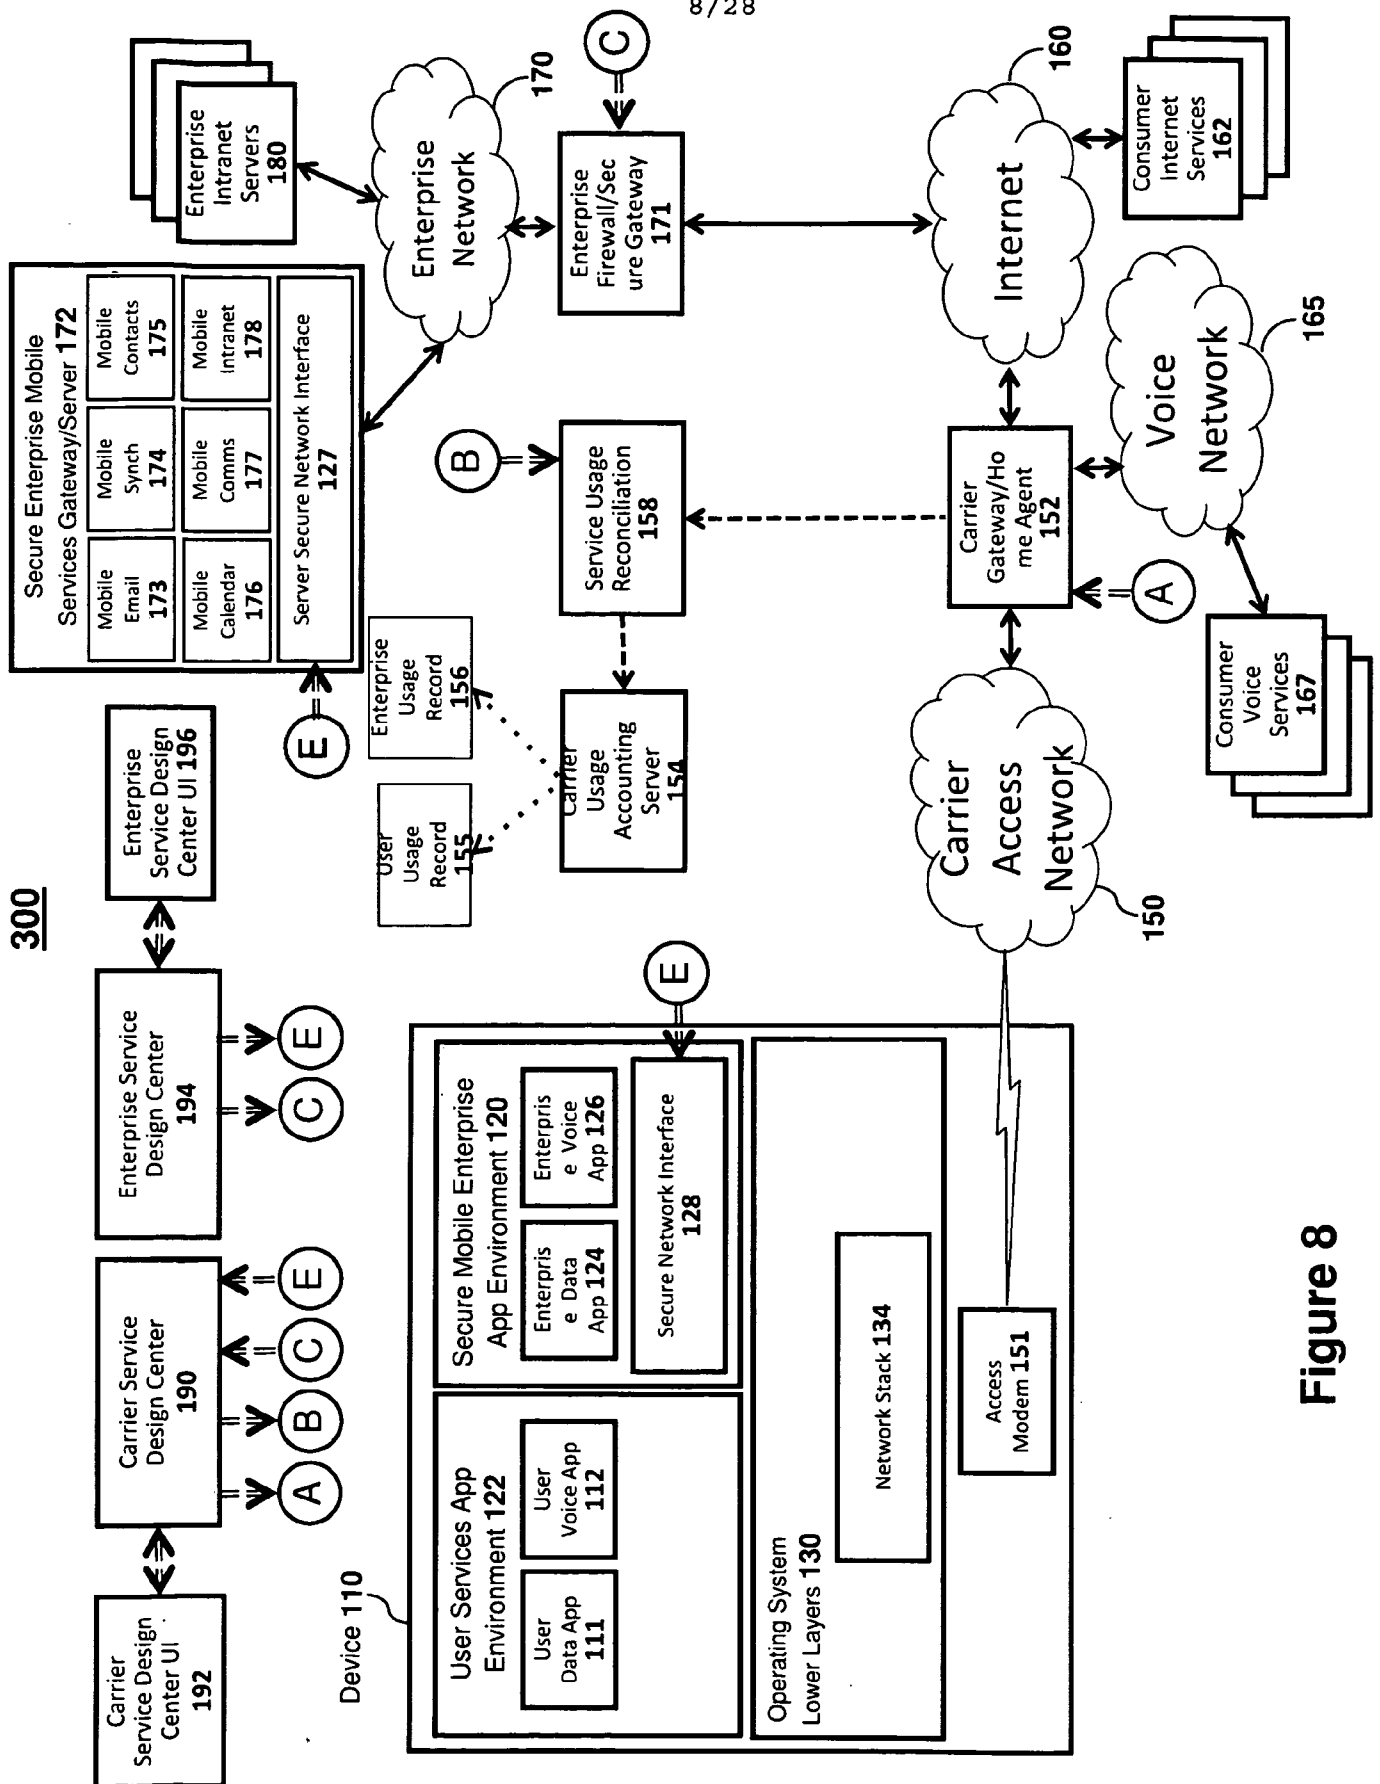 8/28
300
Carrier
Service Design
Center UI
192
Carrier Service
Design Center
190
A
B
C
E
Enterprise Service
Design Center
194
C
E
Enterprise
Service Design
Center UI 196
Secure Enterprise Mobile
Services Gateway/Server 172
Mobile
Email
173
Mobile
Synch
174
Mobile
Contacts
175
Mobile
Calendar
176
Mobile
Comms
177
Mobile
Intranet
178
Server Secure Network Interface
127
E
Enterprise
Intranet
Servers
180
Enterprise
Network
170
C
Enterprise
Firewall/Sec
ure Gateway
171
User
Usage
Record
155
Enterprise
Usage
Record
156
Carrier
Usage
Accounting
Server
154
B
Service Usage
Reconciliation
158
Device 110
User Services App
Environment 122
User
Data App
111
User
Voice App
112
Secure Mobile Enterprise
App Environment 120
Enterpris
e Data
App 124
Enterpris
e Voice
App 126
Secure Network Interface
128
E
Operating System
Lower Layers 130
Network Stack 134
Access
Modem 151
Carrier
Access
Network
150
Carrier
Gateway/Ho
me Agent
152
A
Internet
160
Consumer
Internet
Services
162
Voice
Network
165
Consumer
Voice
Services
167
Figure 8